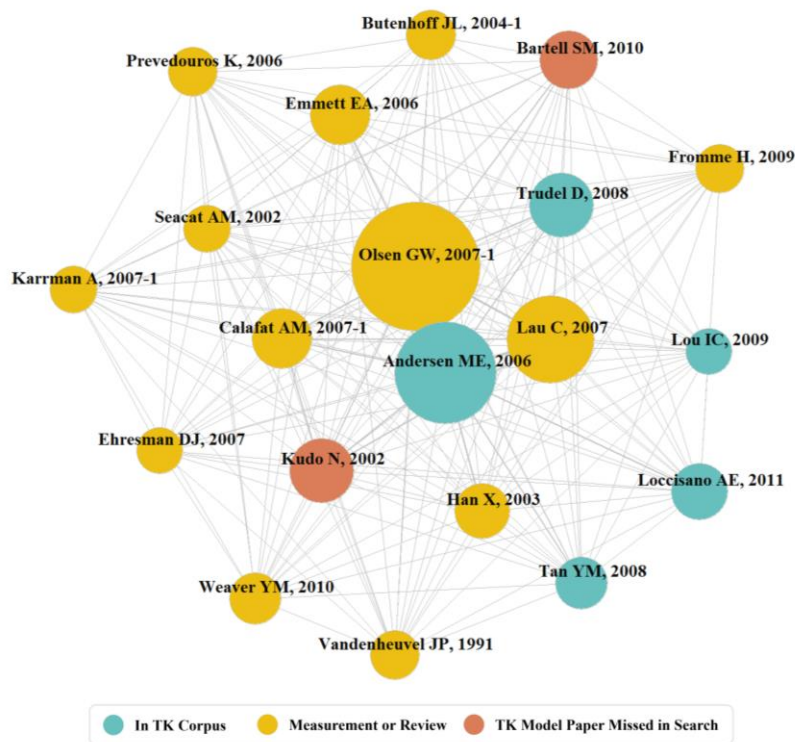 Butenhoff JL, 2004-1
Bartell SM, 2010
Prevedouros K, 2006
Emmett EA, 2006
Fromme H, 2009
Trudel D, 2008
Seacat AM, 2002
Olsen GW, 2007-1
Karrman A, 2007-1
Calafat AM, 2007-1
Lau C, 2007
Lou IC, 2009
Andersen ME, 2006
Ehresman DJ, 2007
Kudo N, 2002
Loccisano AE, 2011
Han X, 2003
Tan YM, 2008
Weaver YM, 2010
Vandenheuvel JP, 1991
In TK Corpus
Measurement or Review
TK Model Paper Missed in Search